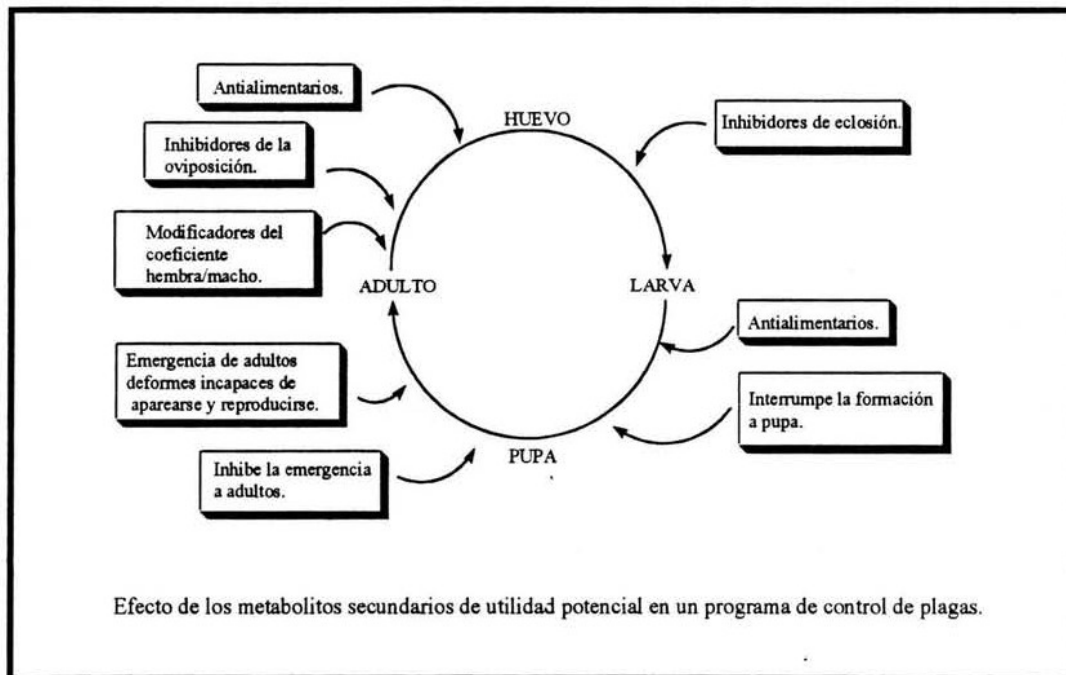 Antialimentarios.
HUEVO
Inhibidores de eclosión.
Inhibidores de la
oviposición.
Modificadores del
coeficiente
hembra/macho.
ADULTO
LARVA
Antialimentarios.
Emergencia de adultos
deformes incapaces de
aparearse y reproducirse.
Interrumpe la formación
a pupa.
PUPA
Inhibe la emergencia
a adultos.
Efecto de los metabolitos secundarios de utilidad potencial en un programa de control de plagas.